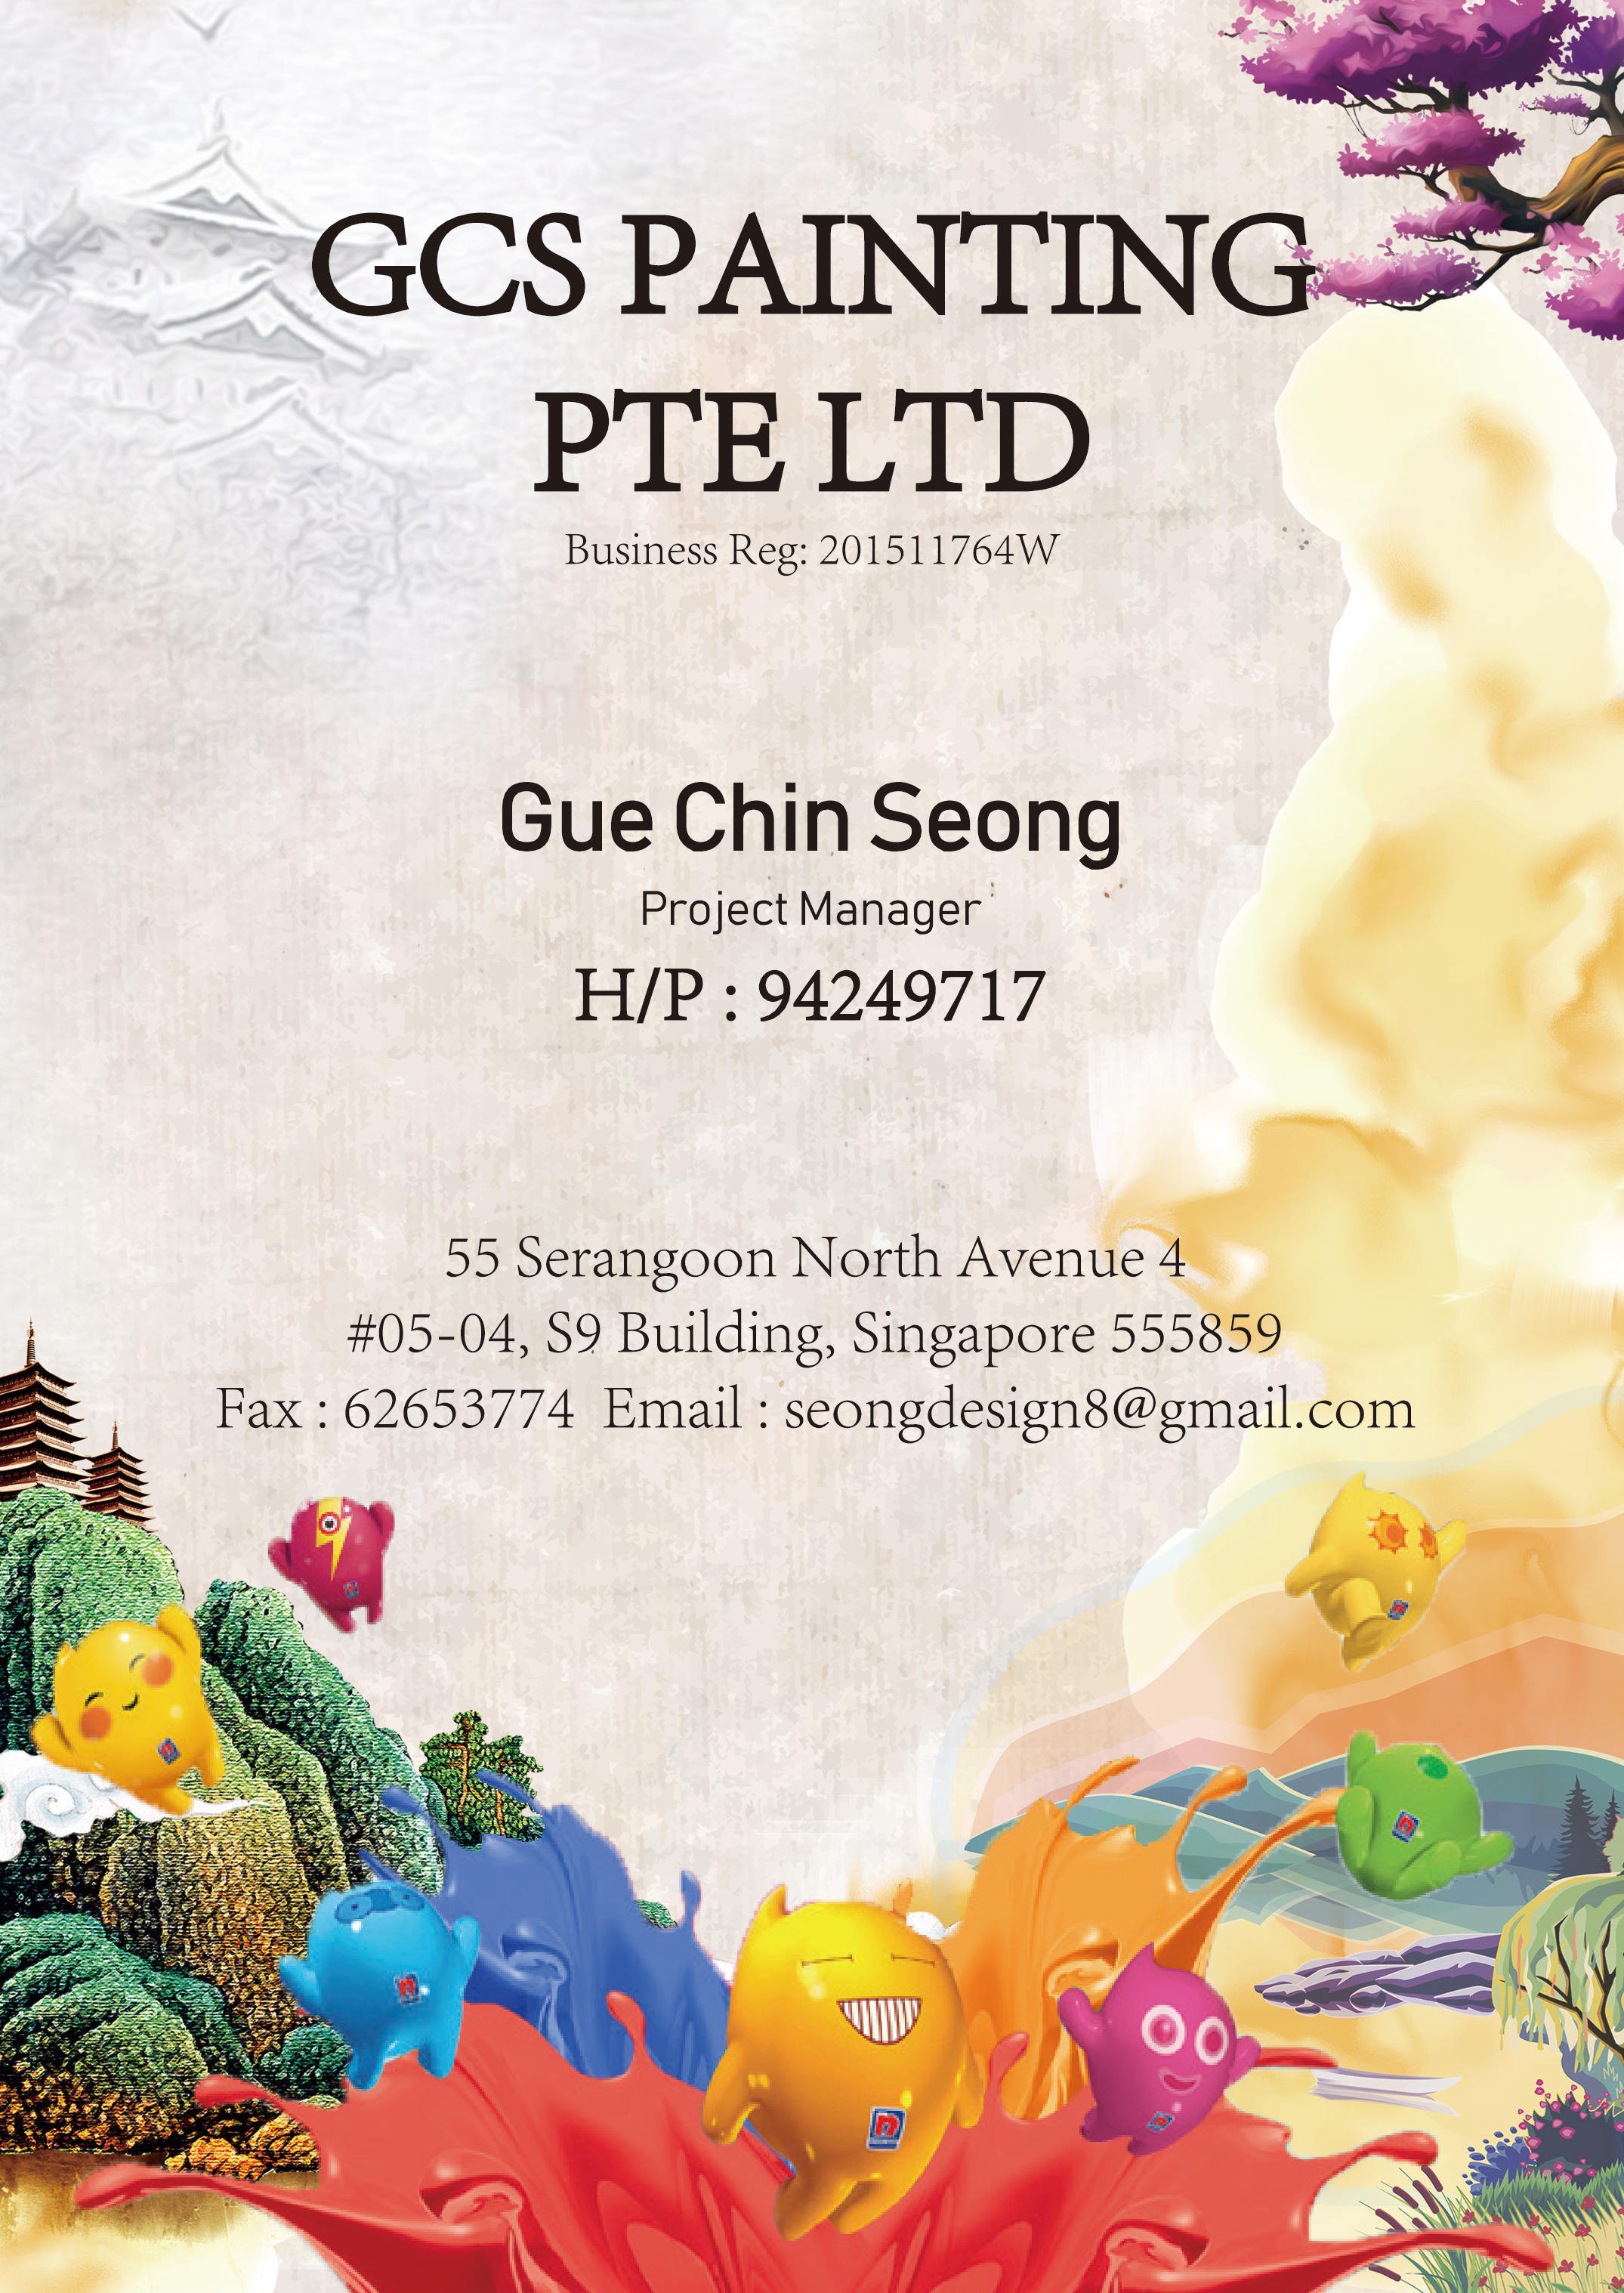 GCS PAINTING
PTE LTD
Business Reg: 201511764W
Gue Chin Seong
Project Manager
H/P : 94249717
55 Serangoon North Avenue 4
#05-04, S9 Building, Singapore 555859
Fax : 62653774 Email : seongdesign8@gmail.com